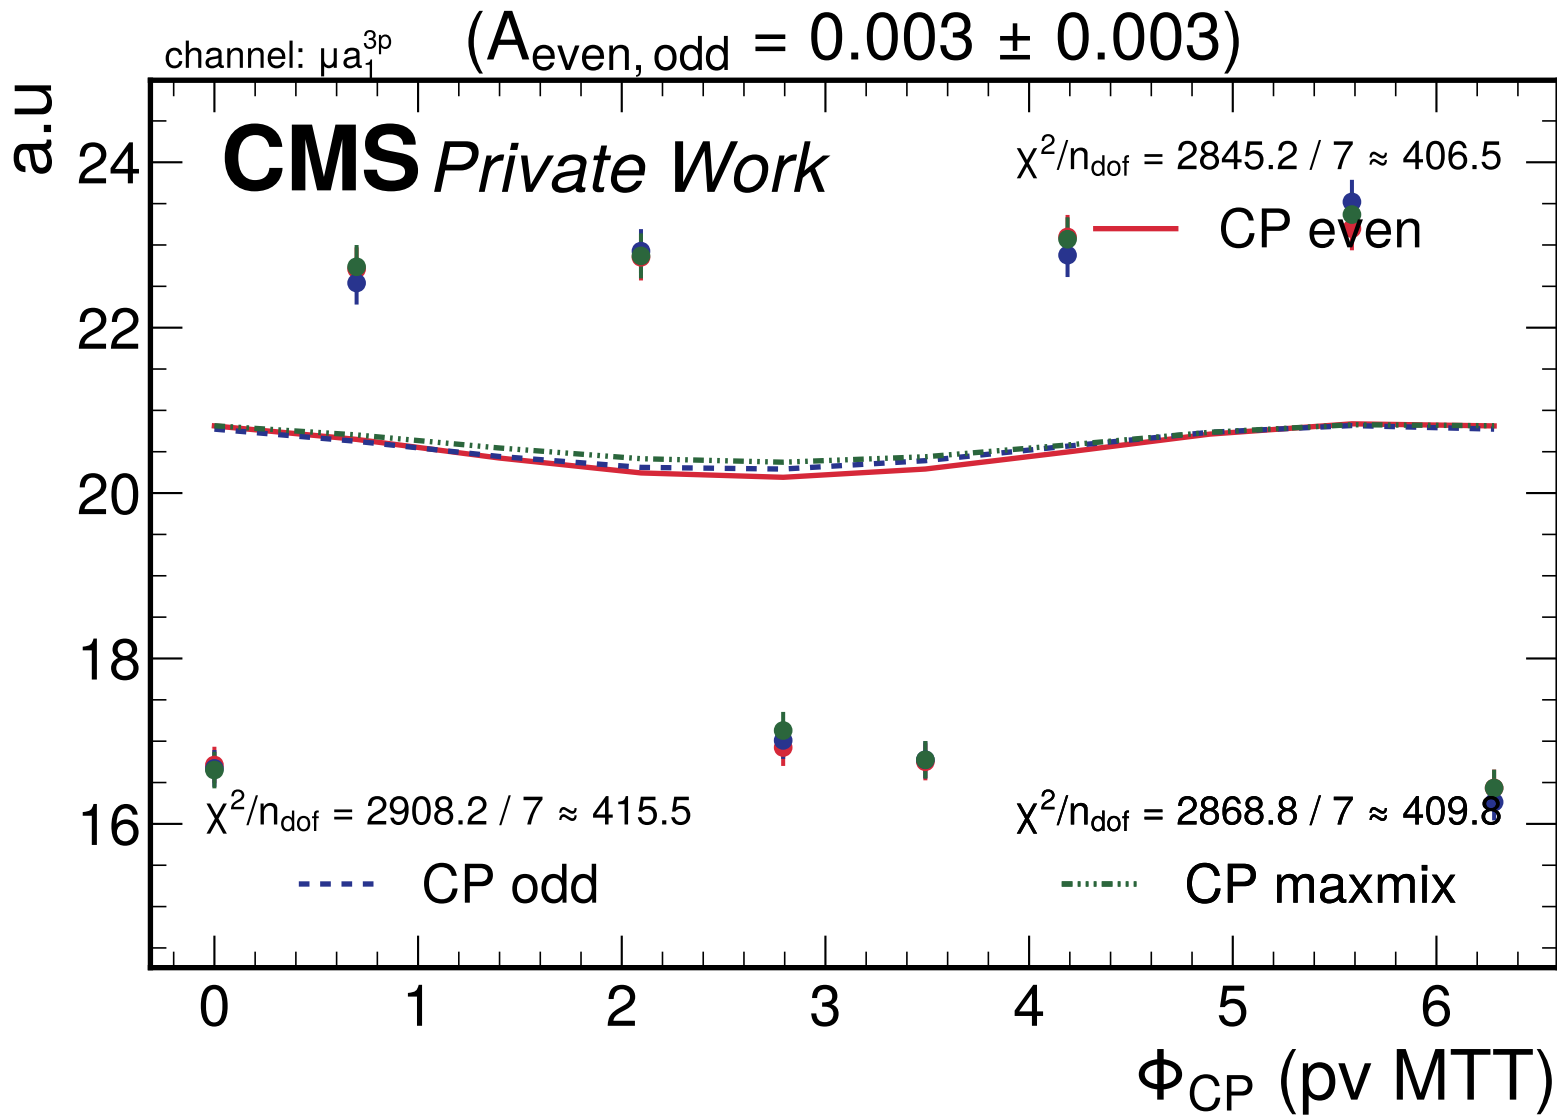 channel: μa₁³ᵖ (A_even, odd = 0.003 ± 0.003)
a.u
CMS Private Work
χ²/n_dof = 2845.2 / 7 ≈ 406.5
CP even
24
22
20
18
16
χ²/n_dof = 2908.2 / 7 ≈ 415.5
CP odd
χ²/n_dof = 2868.8 / 7 ≈ 409.8
CP maxmix
0 1 2 3 4 5 6
Φ_CP (pv MTT)